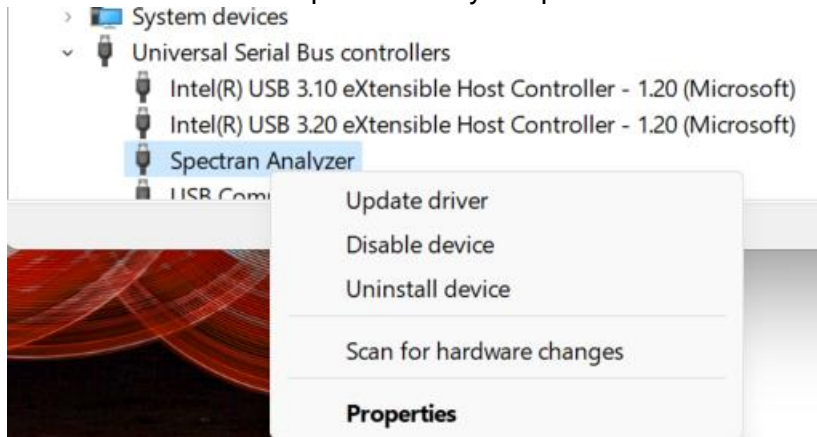 System devices
Universal Serial Bus controllers
Intel(R) USB 3.10 eXtensible Host Controller - 1.20 (Microsoft)
Intel(R) USB 3.20 eXtensible Host Controller - 1.20 (Microsoft)
Spectran Analyzer
USB
Update driver
Disable device
Uninstall device
Scan for hardware changes
Properties